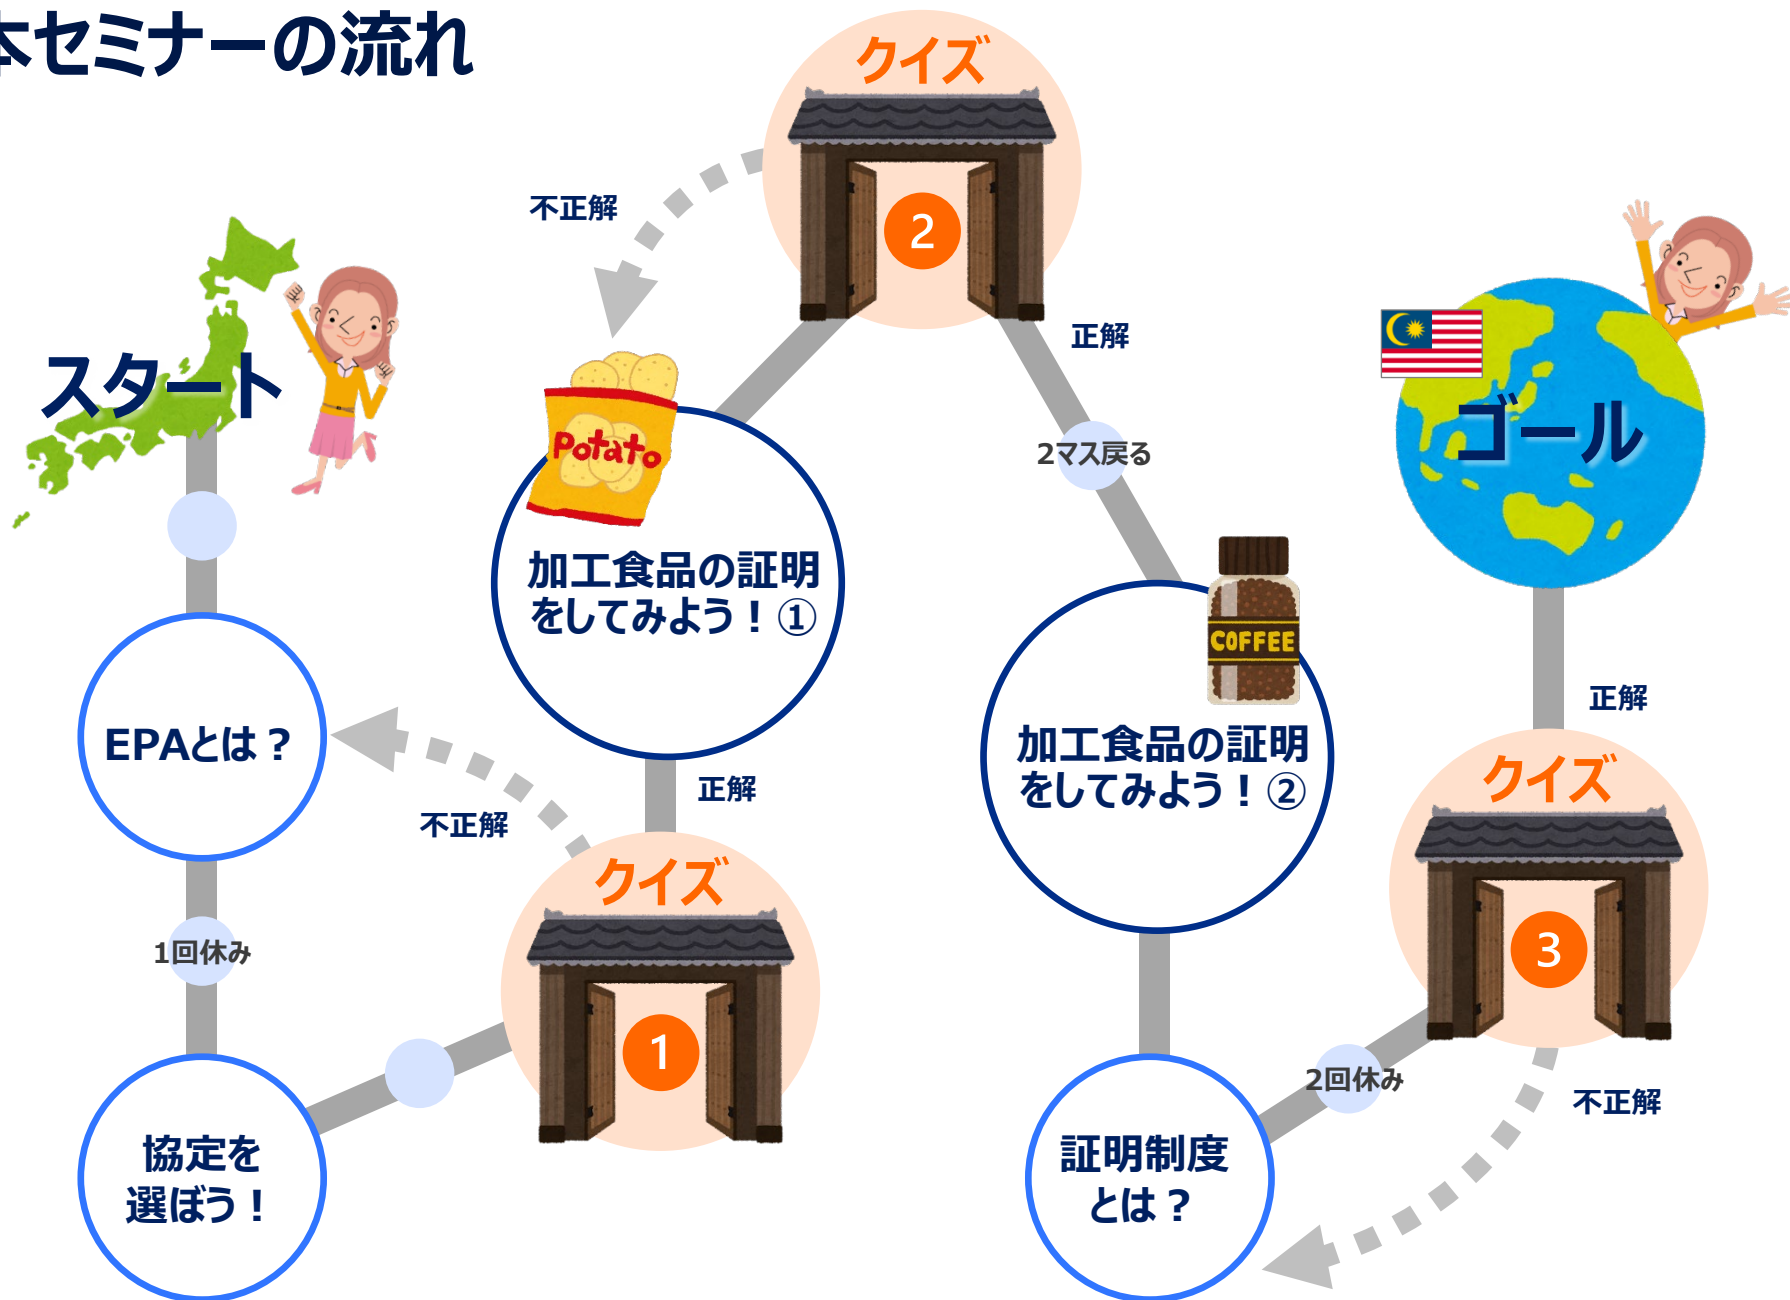 本セミナーの流れ
スタート
EPAとは？
1回休み
協定を
選ぼう！
クイズ
1
不正解
正解
Potato
加工食品の証明
をしてみよう！①
クイズ
2
不正解
正解
2マス戻る
COFFEE
加工食品の証明
をしてみよう！②
証明制度
とは？
2回休み
クイズ
3
不正解
正解
ゴール